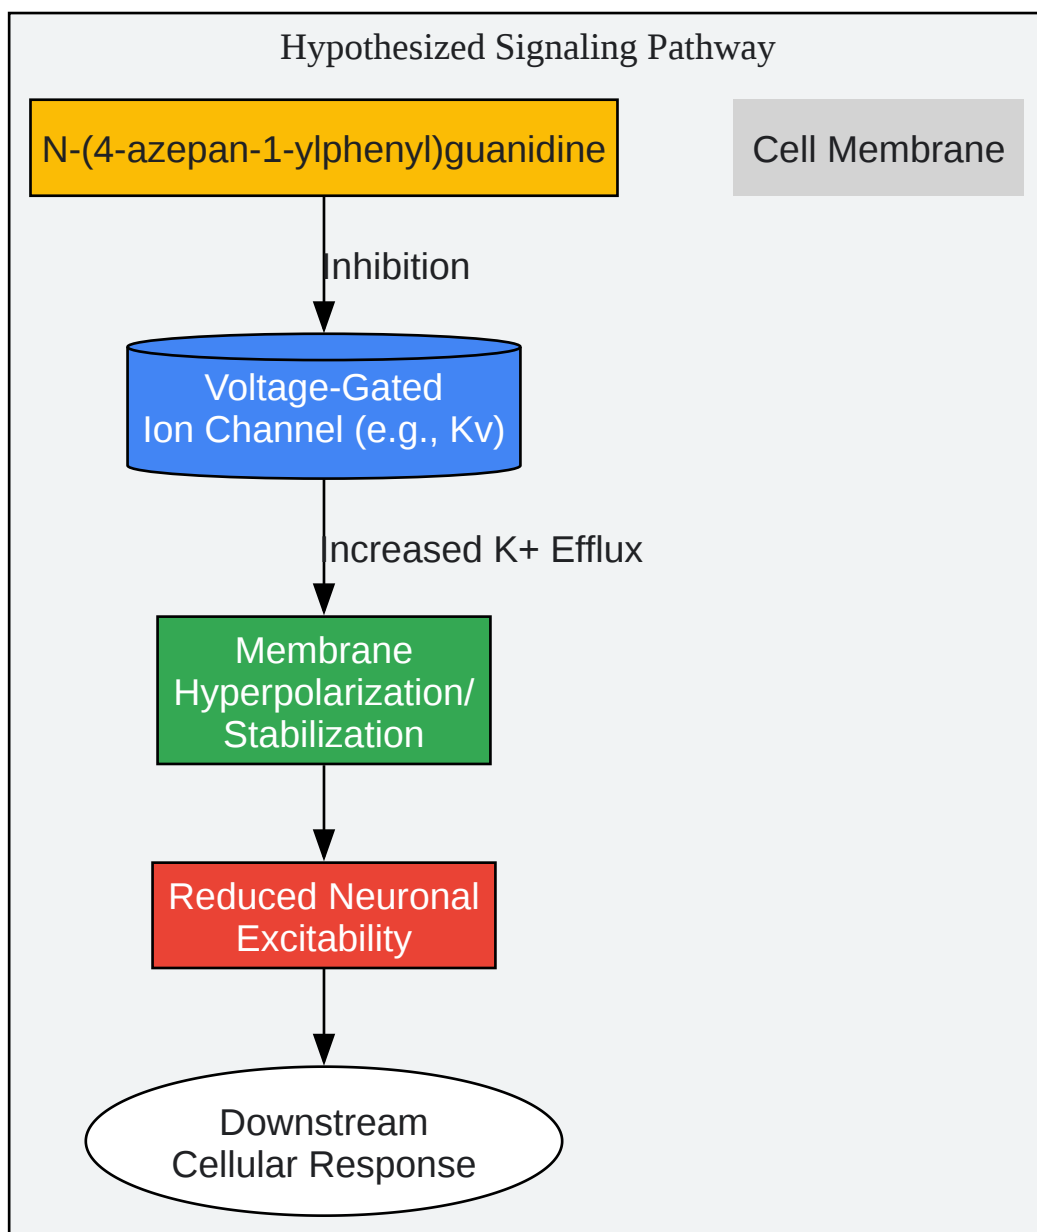 Hypothesized Signaling Pathway
N-(4-azepan-1-ylphenyl)guanidine
Cell Membrane
Inhibition
Voltage-Gated
Ion Channel (e.g., Kv)
Increased K+ Efflux
Membrane
Hyperpolarization/
Stabilization
Reduced Neuronal
Excitability
Downstream
Cellular Response